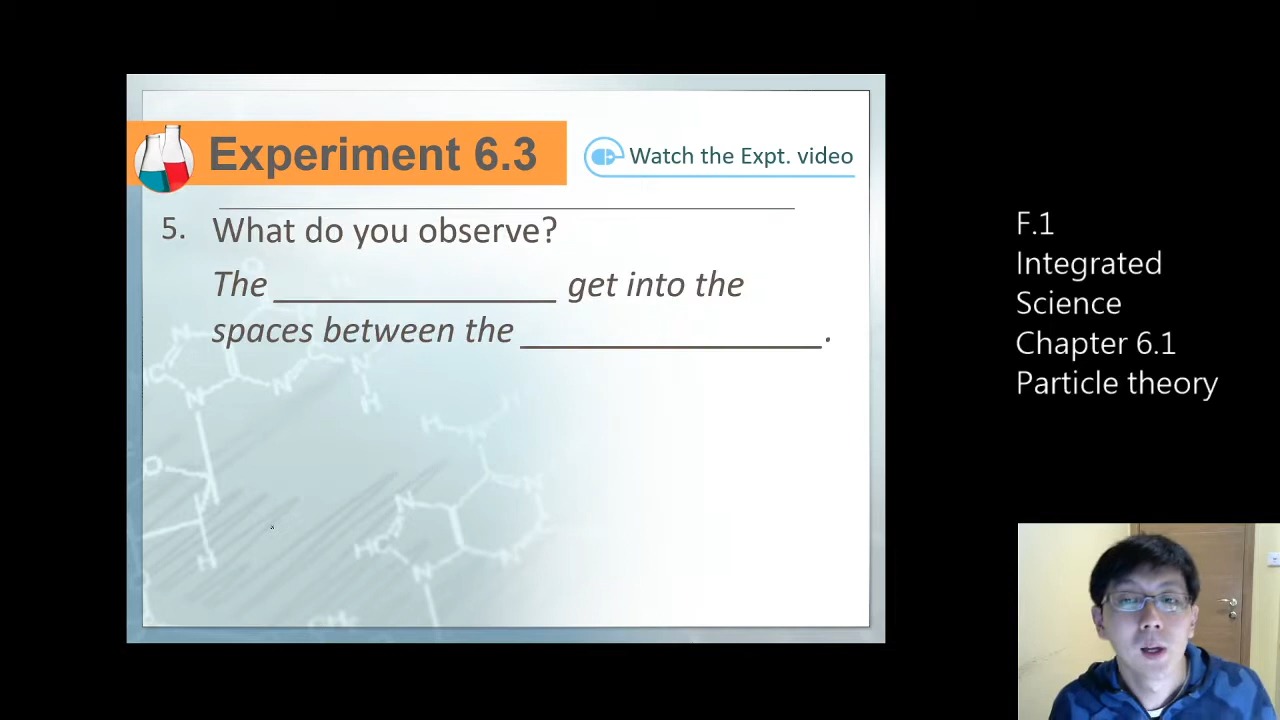 Experiment 6.3
Watch the Expt. video
5. What do you observe?
The _______________ get into the
spaces between the ________________.
F.1
Integrated
Science
Chapter 6.1
Particle theory